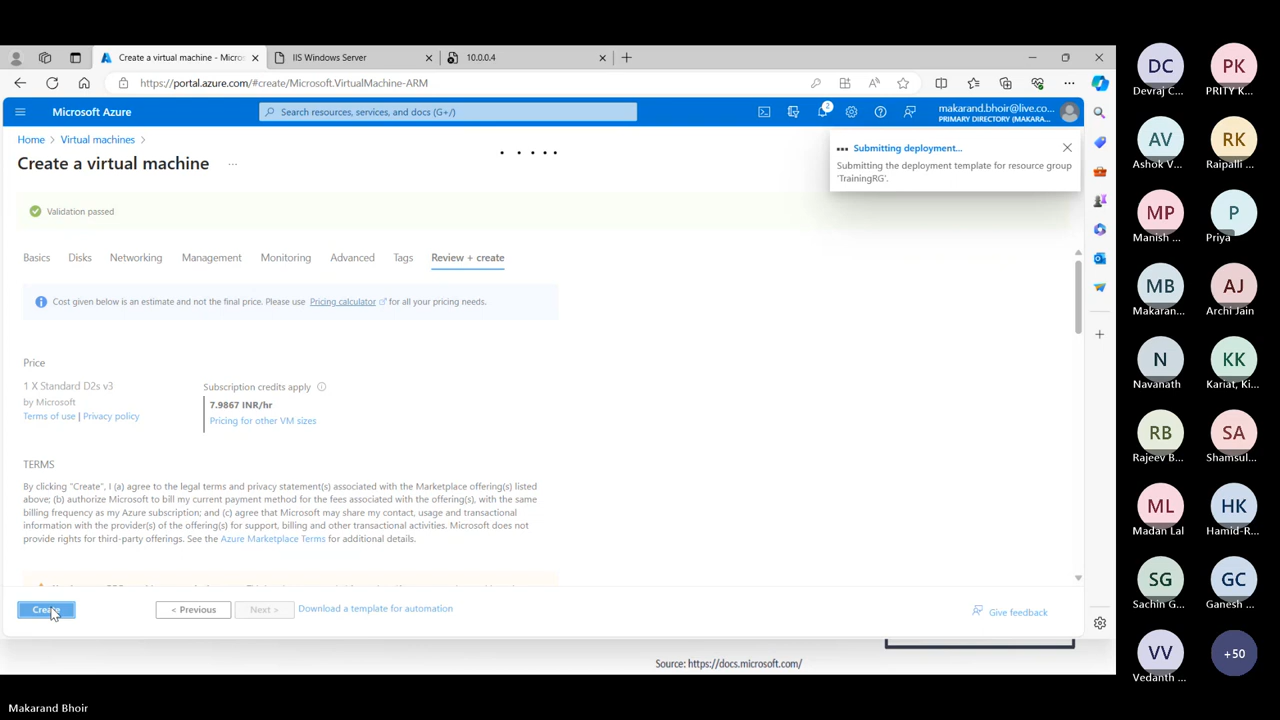 Create a virtual machine - Micros
IIS Windows Server
10.0.0.4
https://portal.azure.com/#create/Microsoft.VirtualMachine-ARM
Microsoft Azure
Search resources, services, and docs (G+/)
2
makarand.bhoir@live.co...
PRIMARY DIRECTORY (MAKARA...
Home
Virtual machines
Create a virtual machine
Submitting deployment...
Submitting the deployment template for resource group
'TrainingRG'.
Validation passed
Basics Disks Networking Management Monitoring Advanced Tags Review + create
Cost given below is an estimate and not the final price. Please use Pricing calculator for all your pricing needs.
Price
1 X Standard D2s v3
by Microsoft
Terms of use | Privacy policy
Subscription credits apply
7.9867 INR/hr
Pricing for other VM sizes
TERMS
By clicking "Create", I (a) agree to the legal terms and privacy statement(s) associated with the Marketplace offering(s) listed
above; (b) authorize Microsoft to bill my current payment method for the fees associated with the offering(s), with the same
billing frequency as my Azure subscription; and (c) agree that Microsoft may share my contact, usage and transactional
information with the provider(s) of the offering(s) for support, billing and other transactional activities. Microsoft does not
provide rights for third-party offerings. See the Azure Marketplace Terms for additional details.
Create
< Previous
Next >
Download a template for automation
Give feedback
Source: https://docs.microsoft.com/
Makarand Bhoir
DC
Devraj C...
PK
PRITY K...
AV
Ashok V...
RK
Raipalli ...
MP
Manish ...
P
Priya
MB
Makaran...
AJ
Archi Jain
N
Navanath
KK
Kariat, Ki...
RB
Rajeev B...
SA
Shamsul...
ML
Madan Lal
HK
Hamid-R...
SG
Sachin G...
GC
Ganesh ...
VV
Vedanth ...
+50